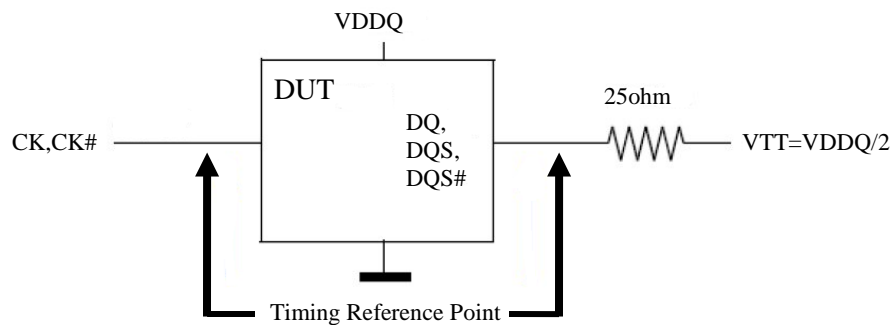 VDDQ
DUT
25ohm
CK,CK#
DQ,
DQS,
DQS#
VTT=VDDQ/2
Timing Reference Point